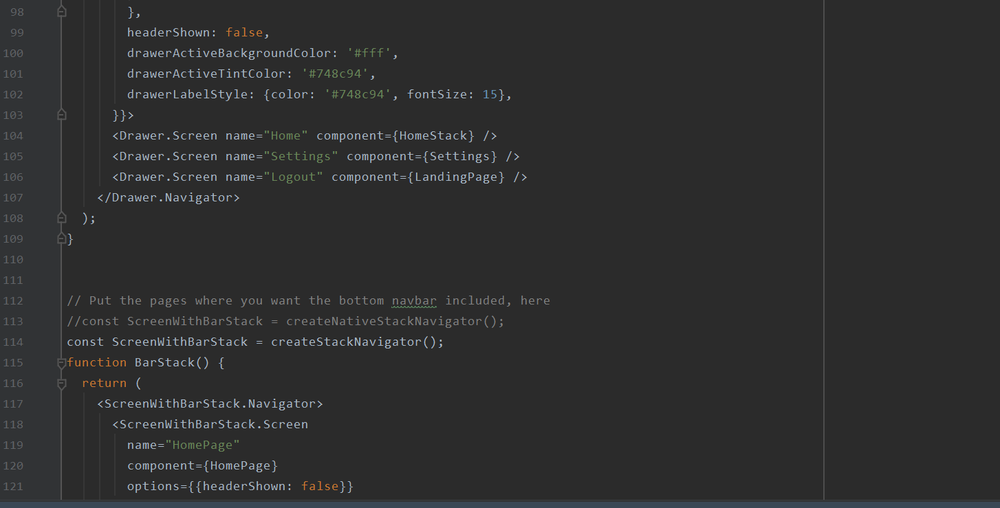 98 },
99 headerShown: false,
100 drawerActiveBackgroundColor: '#fff',
101 drawerActiveTintColor: '#748c94',
102 drawerLabelStyle: {color: '#748c94', fontSize: 15},
103 }}>
104 <Drawer.Screen name="Home" component={HomeStack} />
105 <Drawer.Screen name="Settings" component={Settings} />
106 <Drawer.Screen name="Logout" component={LandingPage} />
107 </Drawer.Navigator>
108 );
109 }
110
111
112 // Put the pages where you want the bottom navbar included, here
113 //const ScreenWithBarStack = createNativeStackNavigator();
114 const ScreenWithBarStack = createStackNavigator();
115 function BarStack() {
116 return (
117 <ScreenWithBarStack.Navigator>
118 <ScreenWithBarStack.Screen
119 name="HomePage"
120 component={HomePage}
121 options={{headerShown: false}}